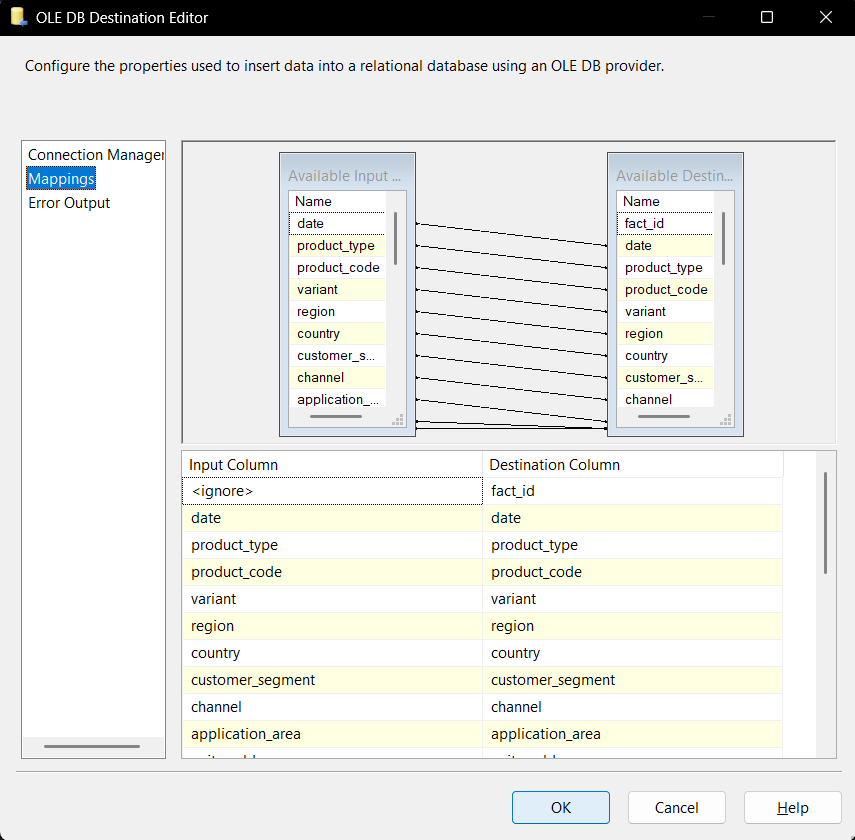 OLE DB Destination Editor
Configure the properties used to insert data into a relational database using an OLE DB provider.
Connection Manager
Mappings
Error Output
Available Input ...
Name
date
product_type
product_code
variant
region
country
customer_s...
channel
application_...
Available Destin...
Name
fact_id
date
product_type
product_code
variant
region
country
customer_s...
channel
Input Column Destination Column
<ignore> fact_id
date date
product_type product_type
product_code product_code
variant variant
region region
country country
customer_segment customer_segment
channel channel
application_area application_area
OK Cancel Help